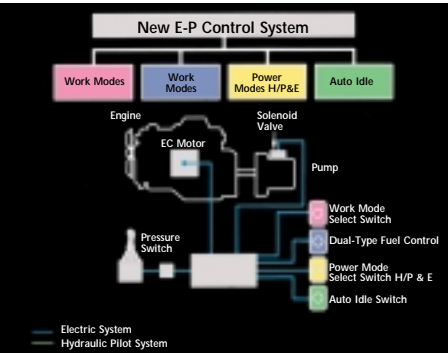 New E-P Control System
Work Modes
Work
Modes
Power
Modes H/P&E
Auto Idle
Engine
Solenoid
Valve
EC Motor
Pump
Work Mode
Select Switch
Pressure
Switch
Dual-Type Fuel Control
Power Mode
Select Switch H/P & E
Auto Idle Switch
Electric System
Hydraulic Pilot System